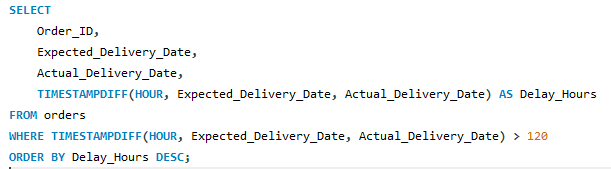 SELECT
    Order_ID,
    Expected_Delivery_Date,
    Actual_Delivery_Date,
    TIMESTAMPDIFF(HOUR, Expected_Delivery_Date, Actual_Delivery_Date) AS Delay_Hours
FROM orders
WHERE TIMESTAMPDIFF(HOUR, Expected_Delivery_Date, Actual_Delivery_Date) > 120
ORDER BY Delay_Hours DESC;